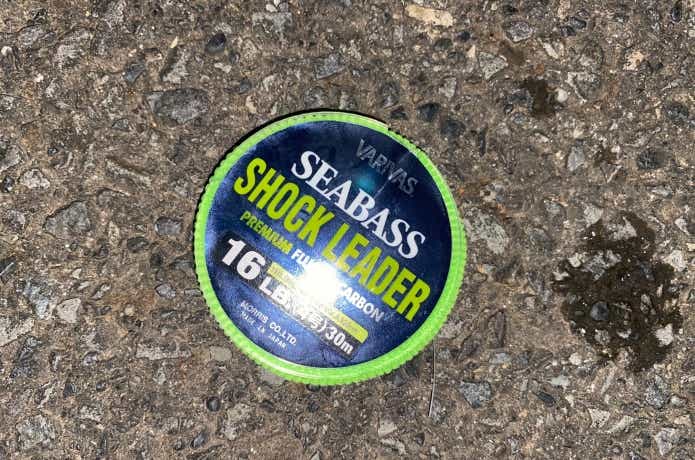 VARIVAS
SEABASS
SHOCK LEADER
PREMIUM CARBON
16 LB 30m
MORRIS CO.,LTD.
MADE IN JAPAN